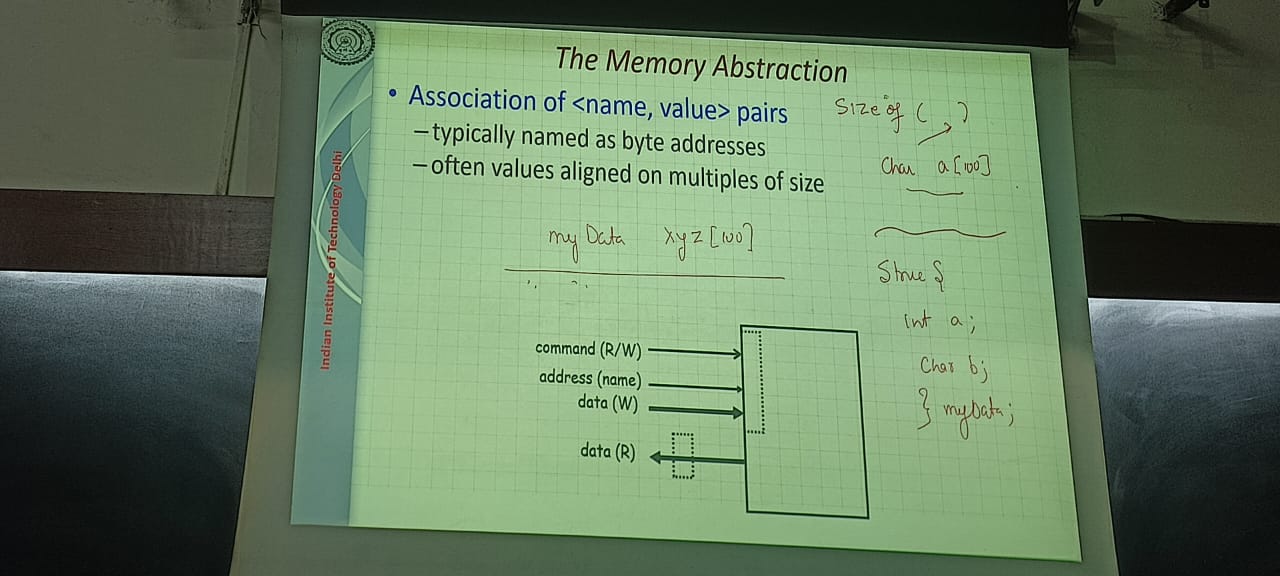 The Memory Abstraction
• Association of <name, value> pairs
–typically named as byte addresses
–often values aligned on multiples of size
Size of ( , )
Char a[100]
my Data xyz[100]
Struc {
int a;
Char b;
} myData;
command (R/W)
address (name)
data (W)
data (R)
Indian Institute of Technology Delhi